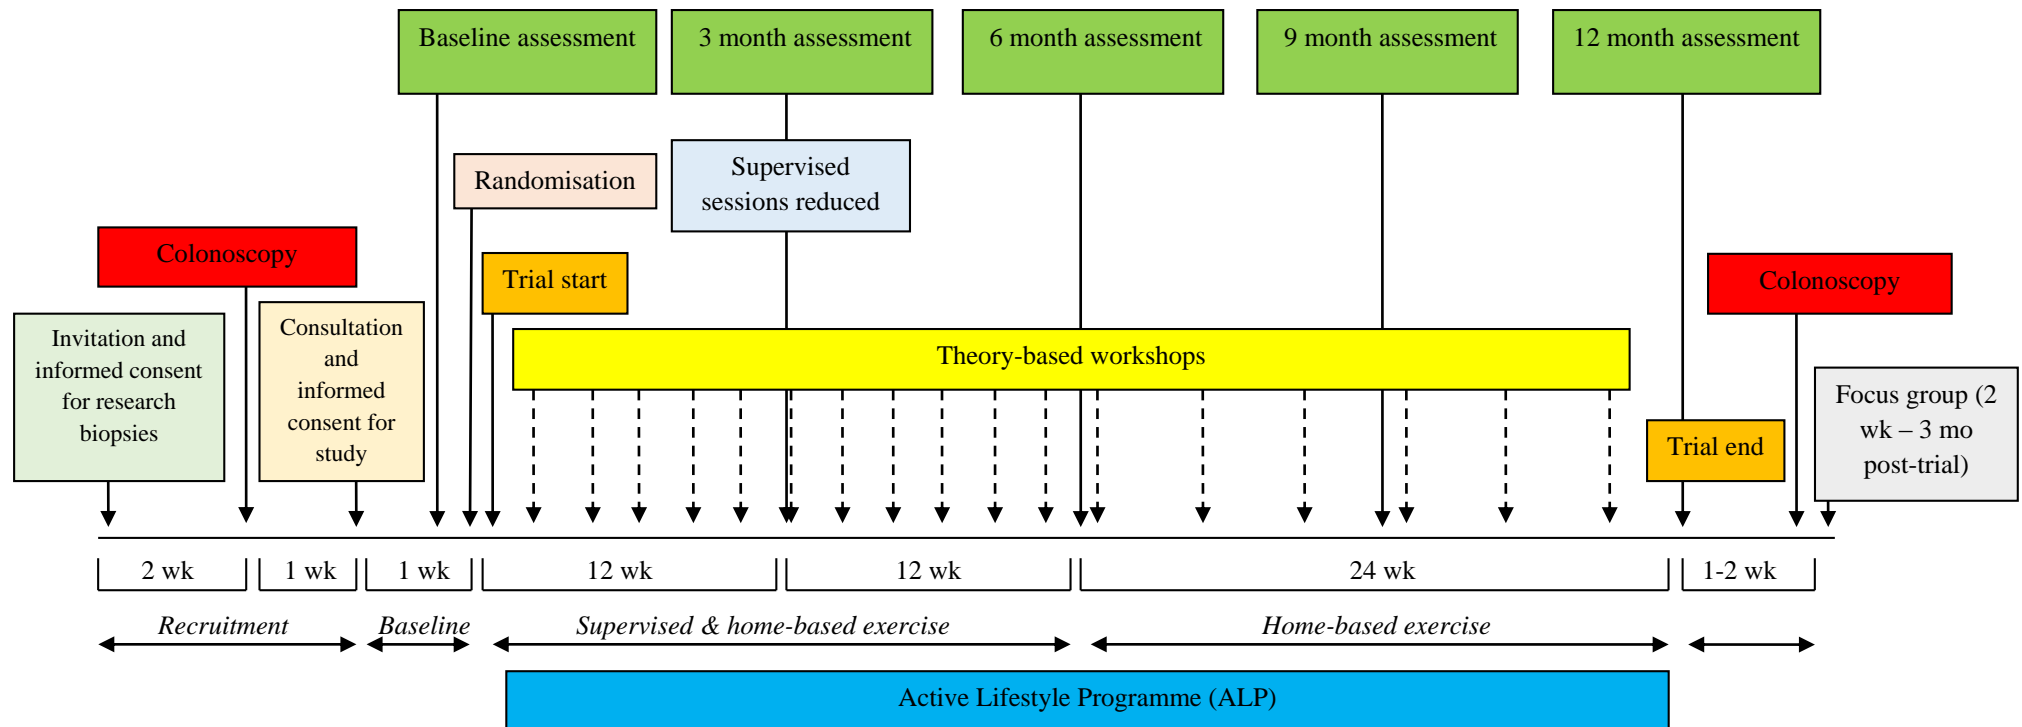 Baseline assessment
3 month assessment
6 month assessment
9 month assessment
12 month assessment
Randomisation
Supervised
sessions reduced
Colonoscopy
Trial start
Colonoscopy
Invitation and
informed consent
for research
biopsies
Consultation
and
informed
consent for
study
Theory-based workshops
Trial end
Focus group (2
wk – 3 mo
post-trial)
2 wk
1 wk
1 wk
12 wk
12 wk
24 wk
1-2 wk
Recruitment
Baseline
Supervised & home-based exercise
Home-based exercise
Active Lifestyle Programme (ALP)